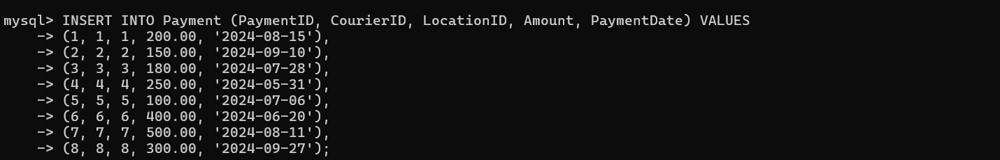 mysql> INSERT INTO Payment (PaymentID, CourierID, LocationID, Amount, PaymentDate) VALUES
    -> (1, 1, 1, 200.00, '2024-08-15'),
    -> (2, 2, 2, 150.00, '2024-09-10'),
    -> (3, 3, 3, 180.00, '2024-07-28'),
    -> (4, 4, 4, 250.00, '2024-05-31'),
    -> (5, 5, 5, 100.00, '2024-07-06'),
    -> (6, 6, 6, 400.00, '2024-06-20'),
    -> (7, 7, 7, 500.00, '2024-08-11'),
    -> (8, 8, 8, 300.00, '2024-09-27');